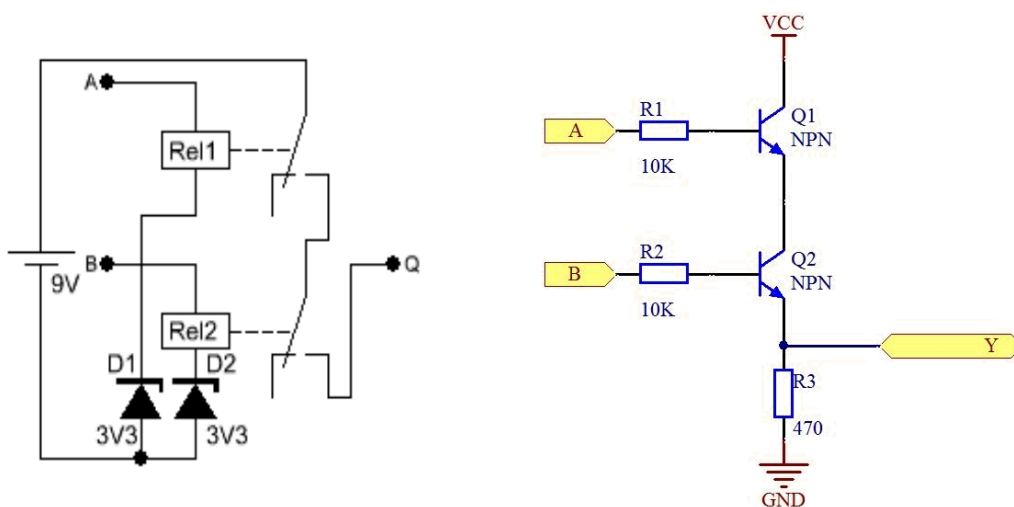 A
Rel1
B
9V
Q
Rel2
D1 D2
3V3 3V3
VCC
R1
A
10K
Q1
NPN
R2
B
10K
Q2
NPN
Y
R3
470
GND